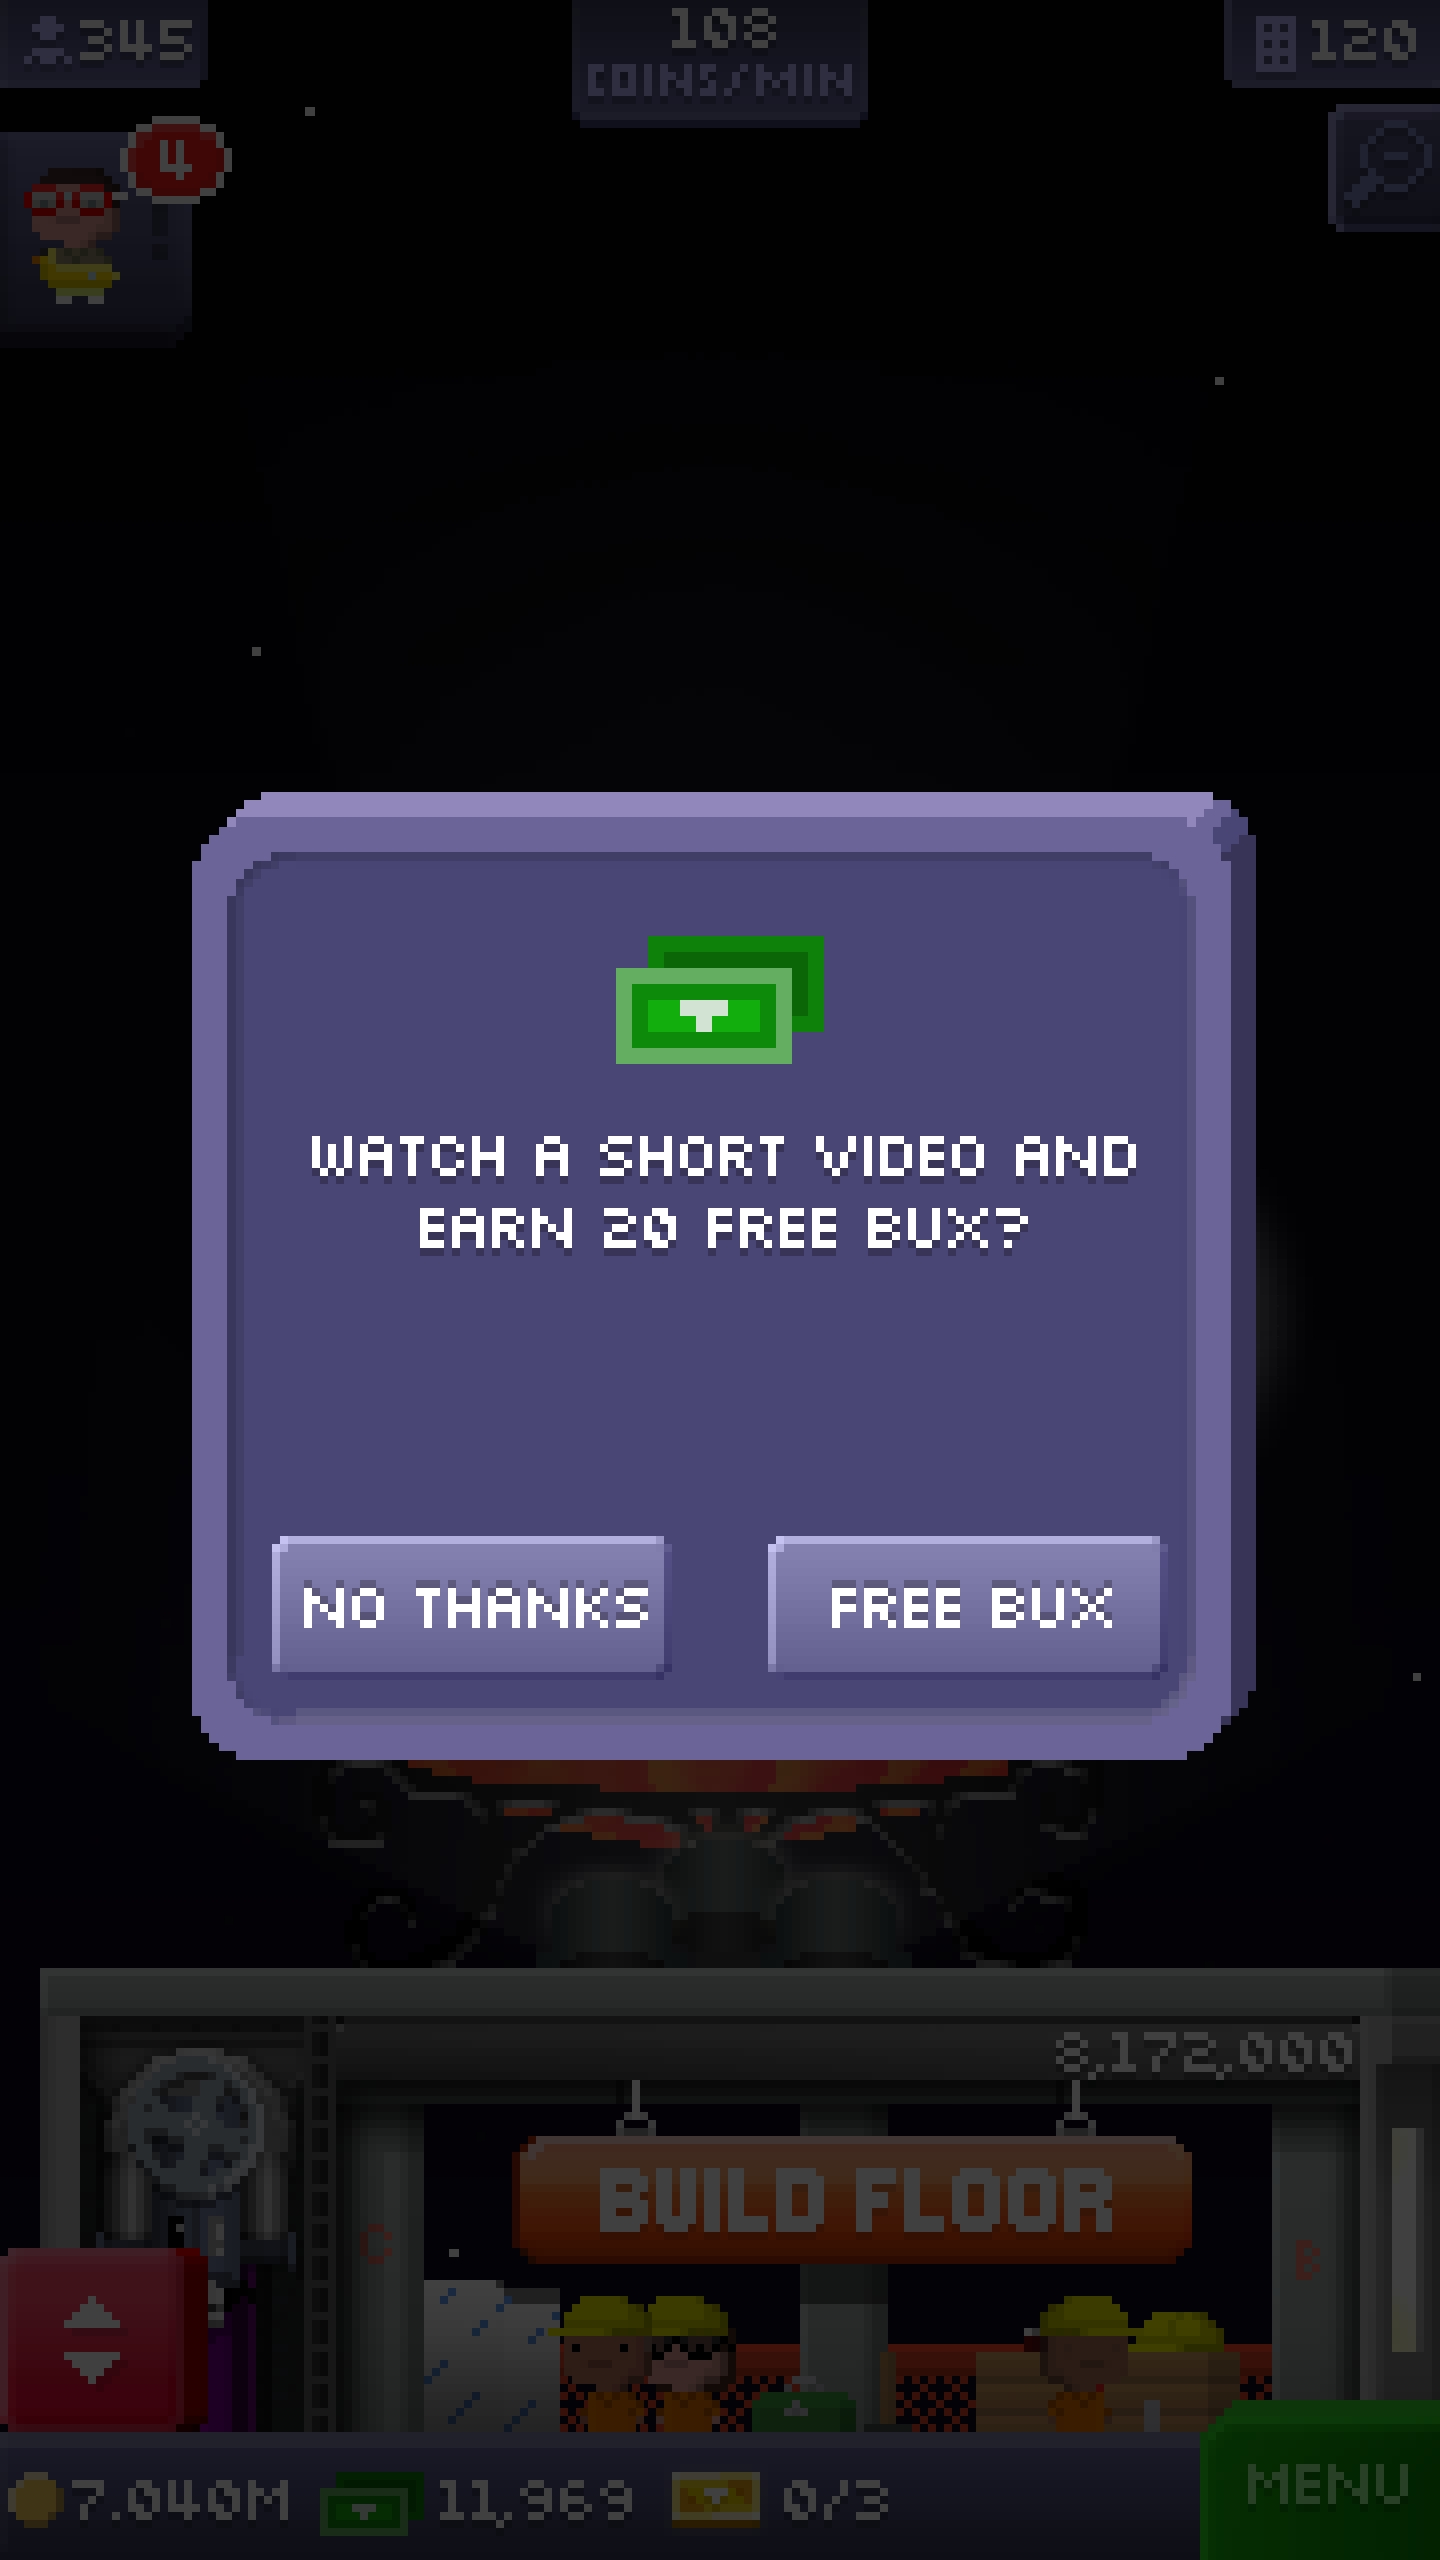 345
108
COINS/MIN
120
4
WATCH A SHORT VIDEO AND
EARN 20 FREE BUX?
NO THANKS
FREE BUX
8,172,000
BUILD FLOOR
C
B
7.040M
11,969
0/3
MENU